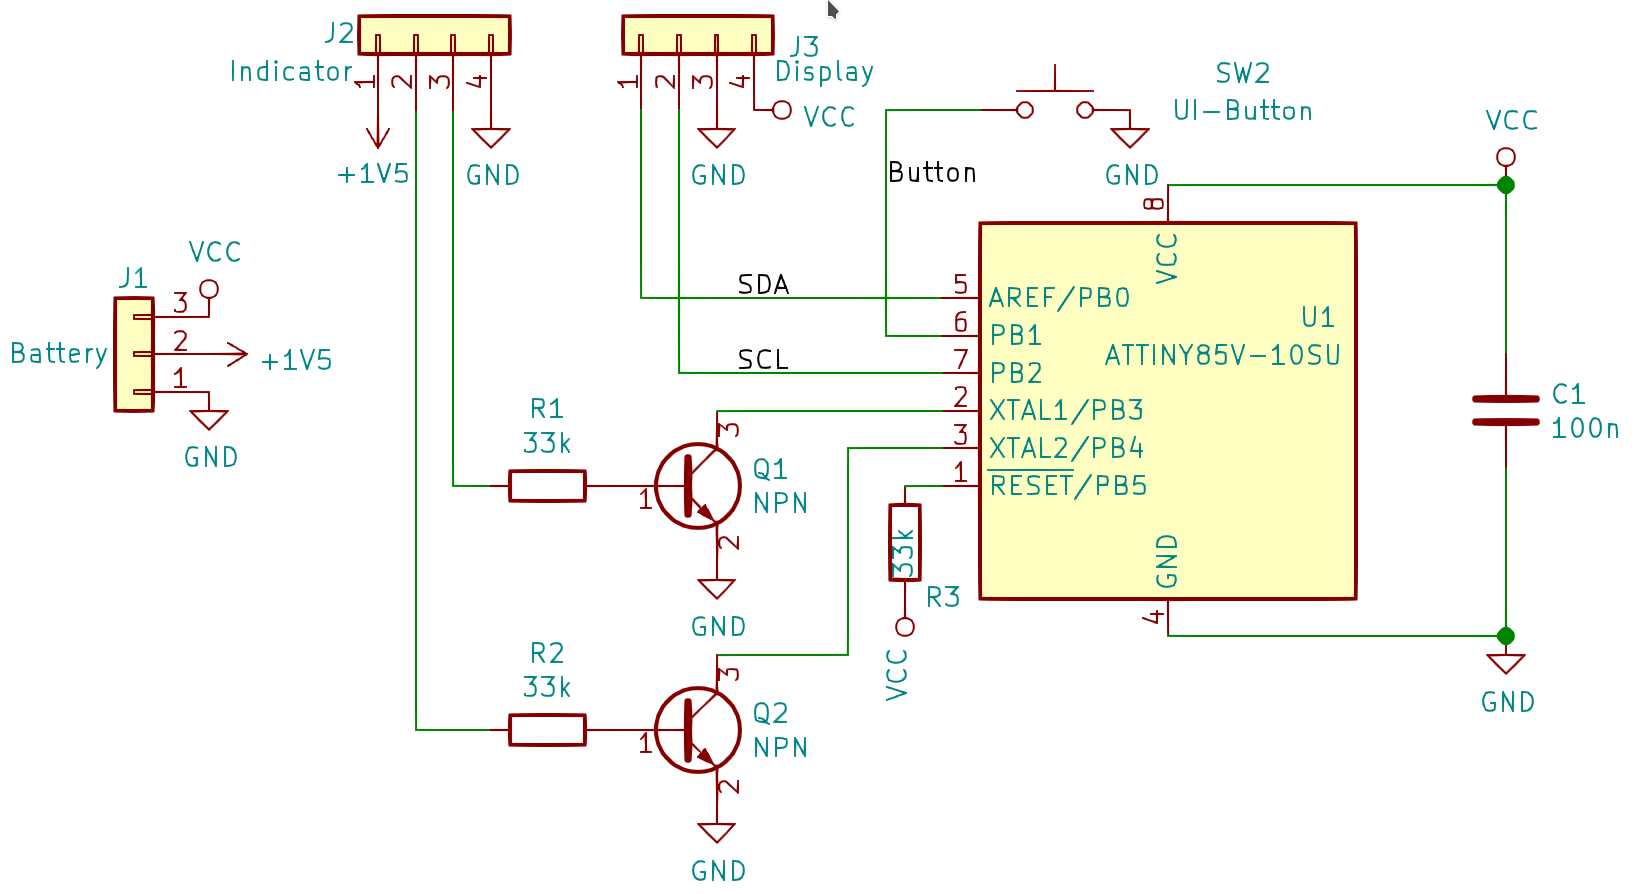 J2
Indicator
1
2
3
4
+1V5
GND
J3
Display
1
2
3
4
VCC
GND
SW2
UI-Button
GND
Button
VCC
J1
VCC
Battery
3
2
1
+1V5
GND
SDA
SCL
8
VCC
5
AREF/PB0
6
PB1
7
PB2
2
XTAL1/PB3
3
XTAL2/PB4
1
RESET/PB5
U1
ATTINY85V-10SU
GND
4
C1
100n
GND
R1
33k
1
3
Q1
NPN
2
GND
33k
R3
VCC
R2
33k
1
3
Q2
NPN
2
GND